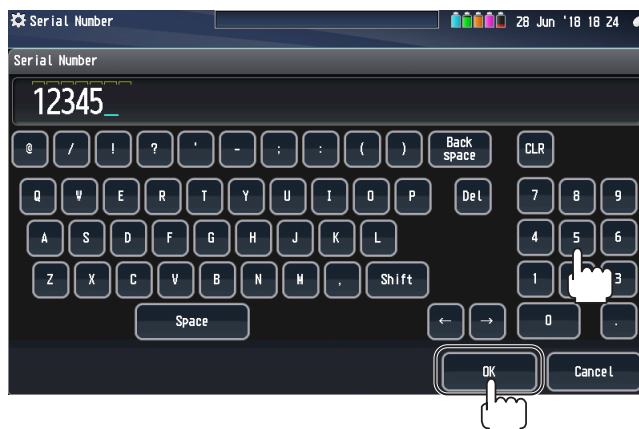 Serial Number 28 Jun '18 18 24
Serial Number
12345_
@ / ! ? ' - ; : ( ) Back space CLR
Q W E R T Y U I O P Del 7 8 9
A S D F G H J K L 4 5 6
Z X C V B N M , Shift 1 3
Space ← → 0 .
OK Cancel